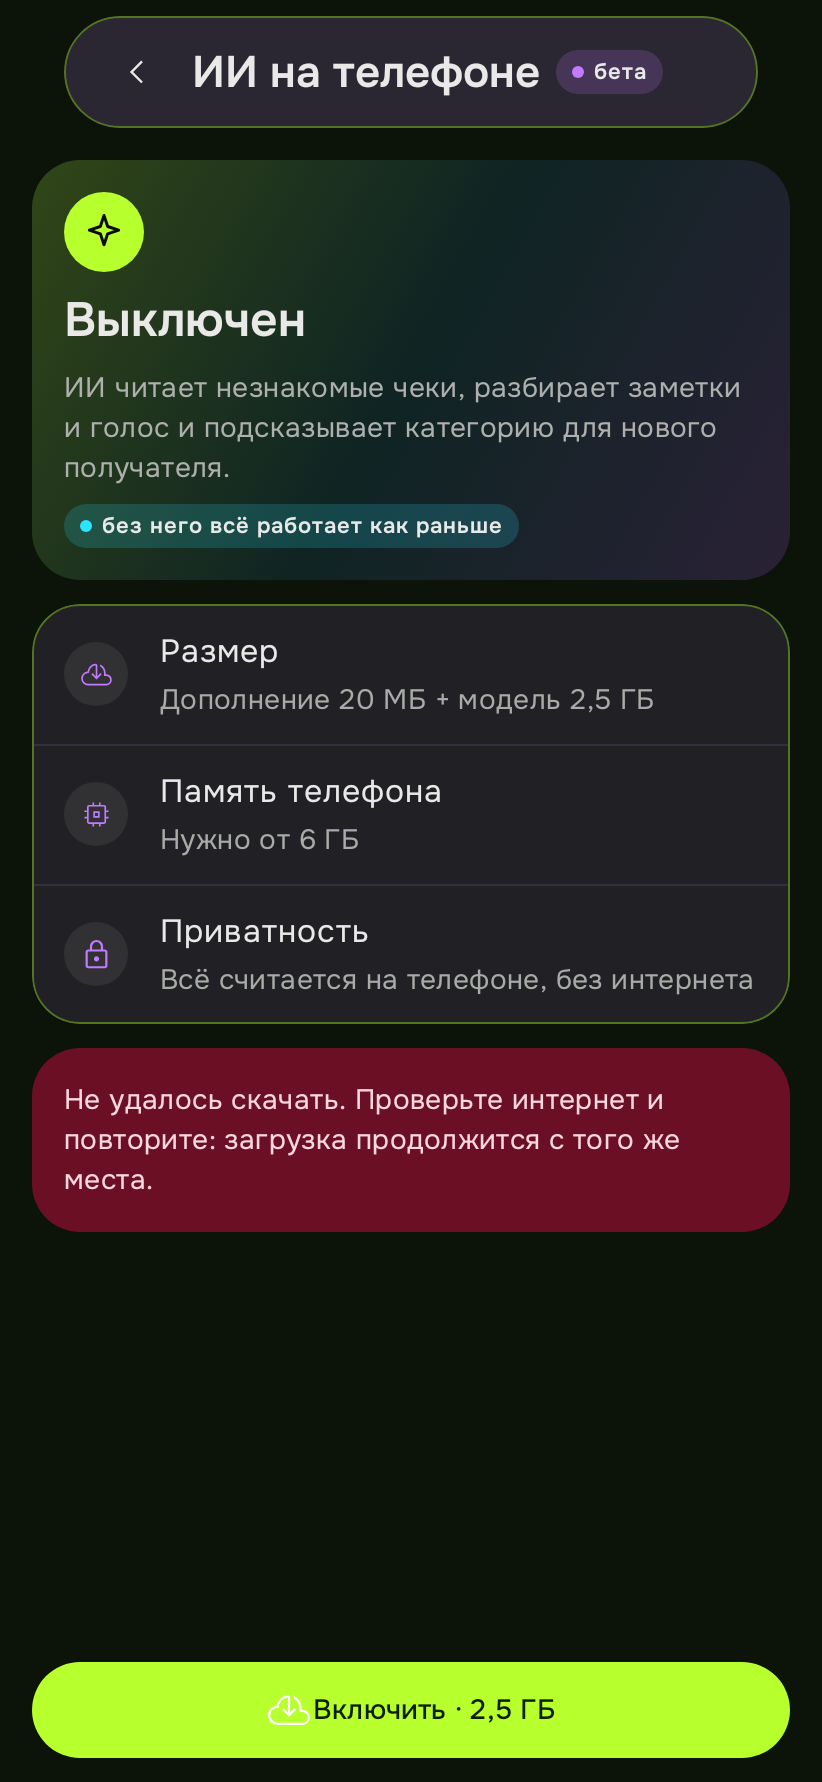 ИИ на телефоне
бета
Выключен
ИИ читает незнакомые чеки, разбирает заметки
и голос и подсказывает категорию для нового
получателя.
без него всё работает как раньше
Размер
Дополнение 20 МБ + модель 2,5 ГБ
Память телефона
Нужно от 6 ГБ
Приватность
Всё считается на телефоне, без интернета
Не удалось скачать. Проверьте интернет и
повторите: загрузка продолжится с того же
места.
Включить · 2,5 ГБ